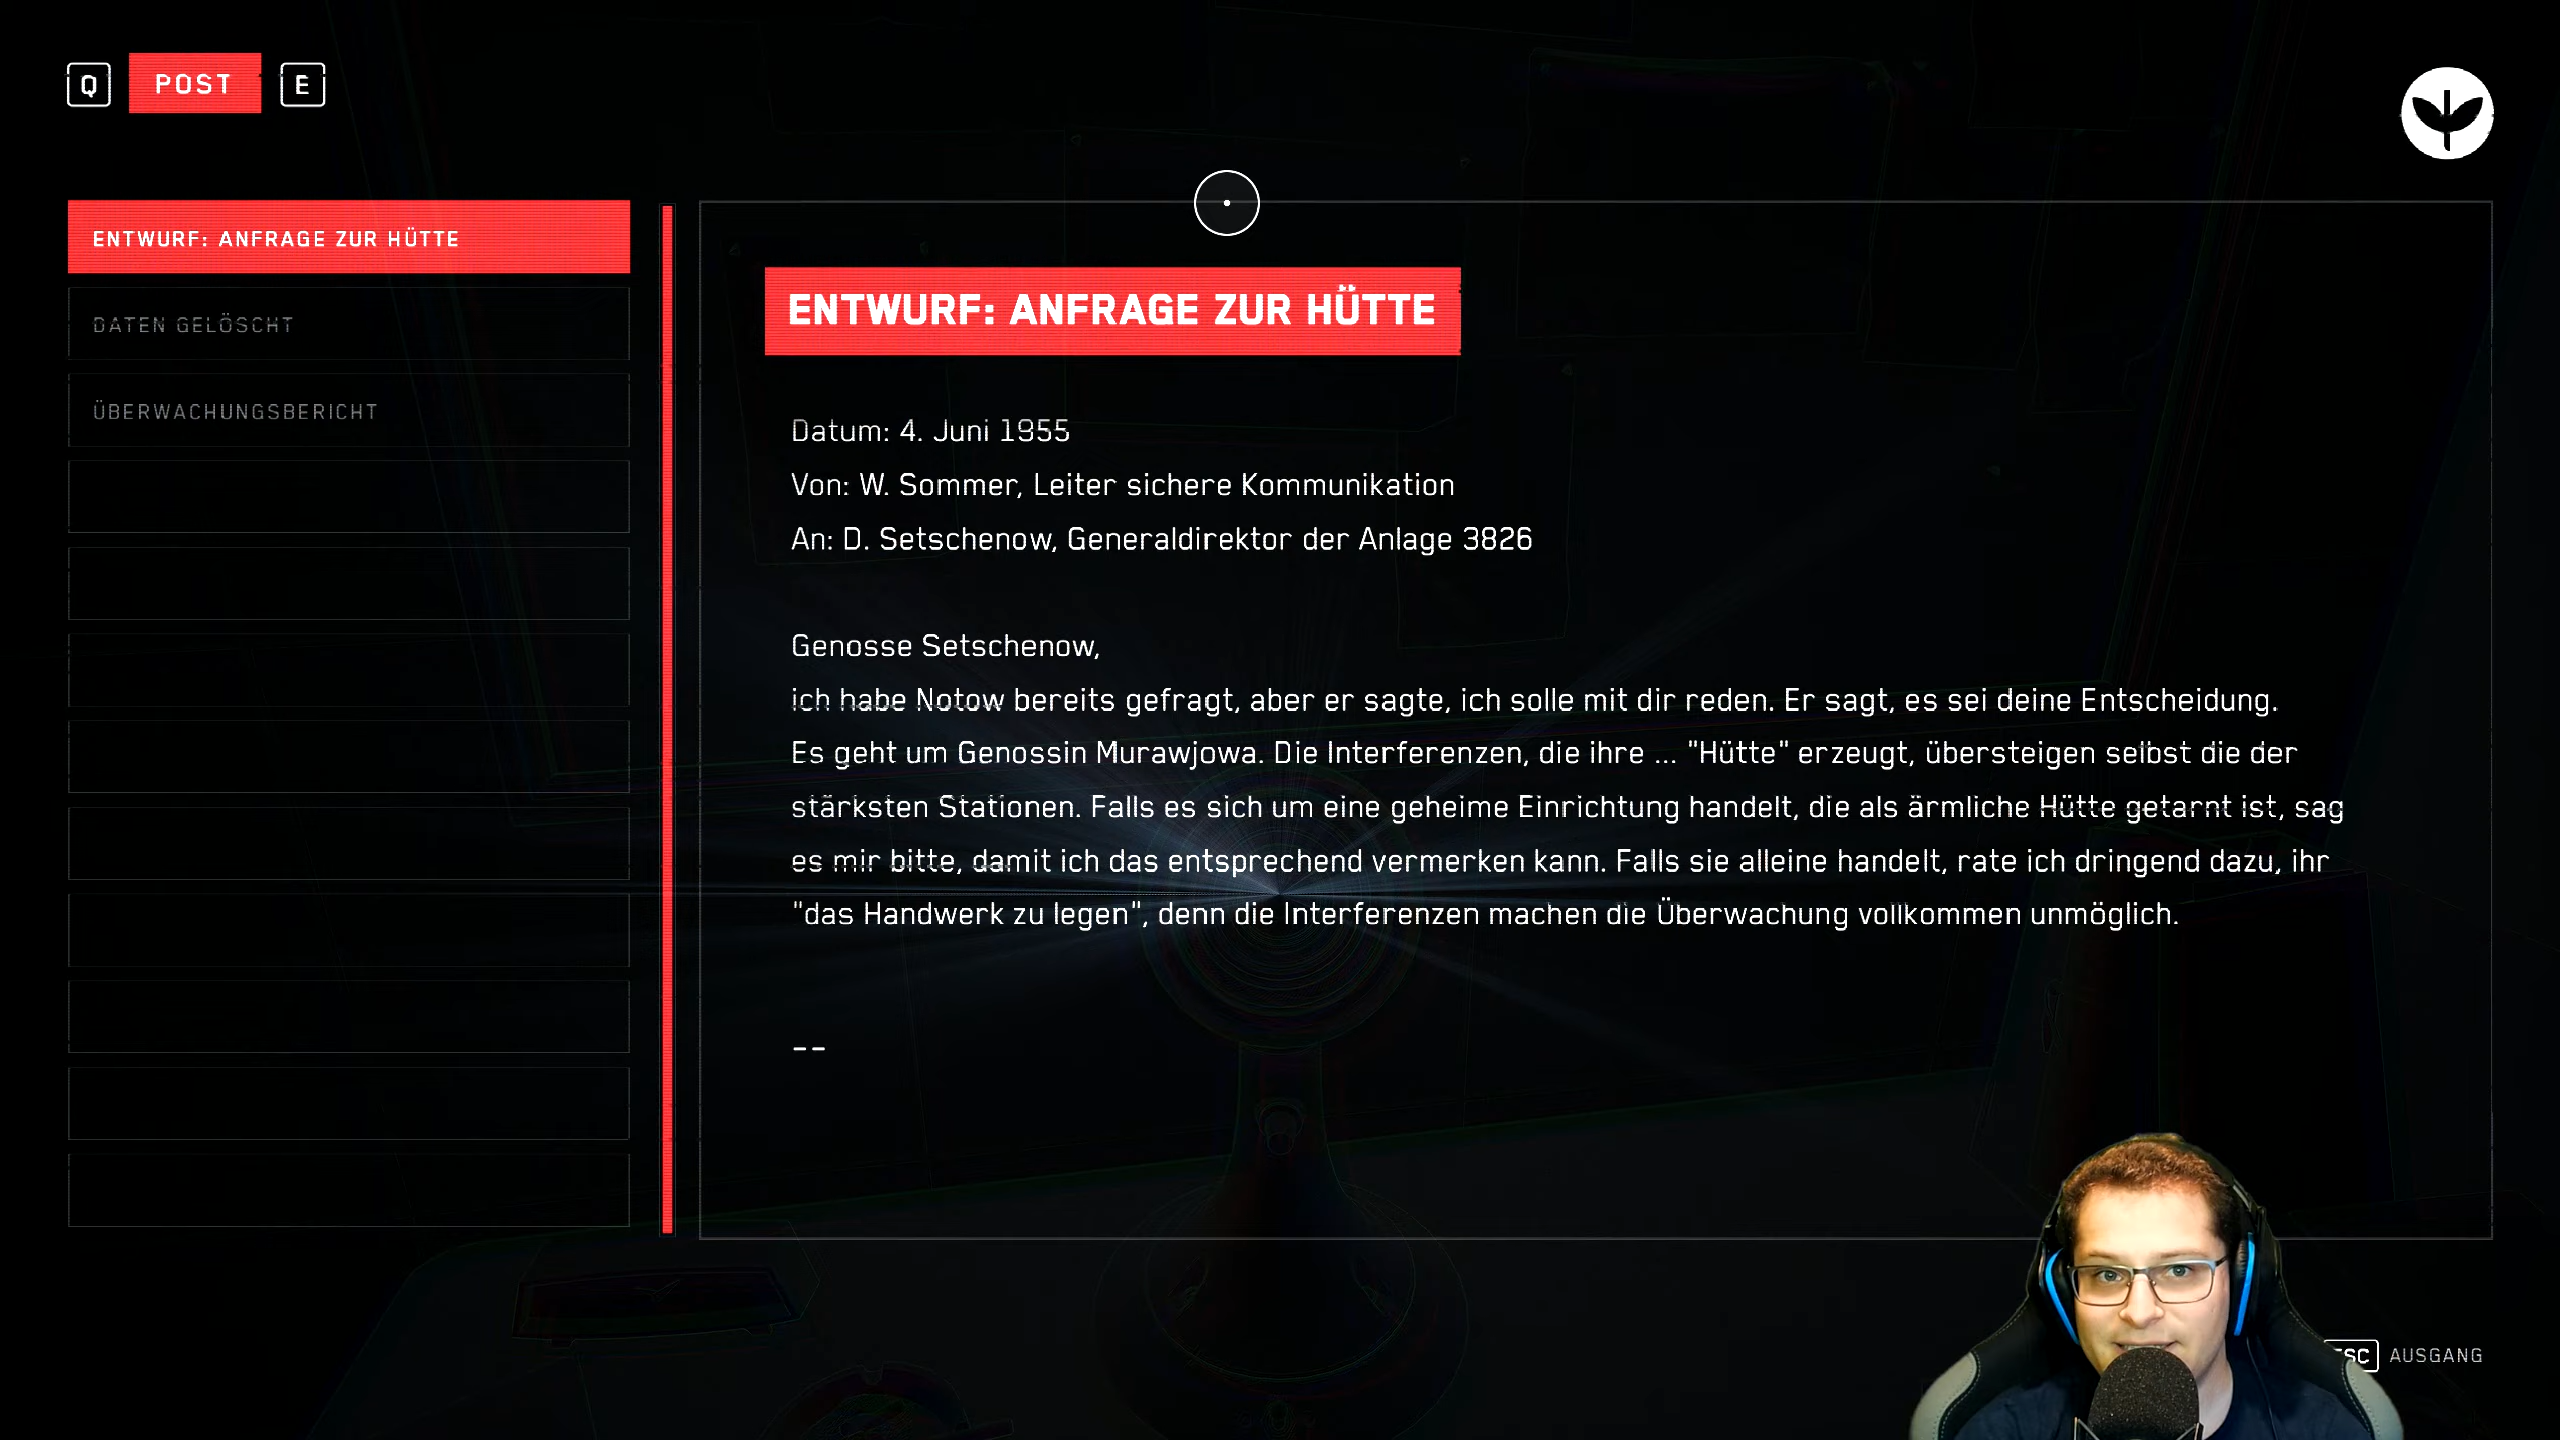 Q POST E
ENTWURF: ANFRAGE ZUR HÜTTE
DATEN GELÖSCHT
ÜBERWACHUNGSBERICHT
ENTWURF: ANFRAGE ZUR HÜTTE
Datum: 4. Juni 1955
Von: W. Sommer, Leiter sichere Kommunikation
An: D. Setschenow, Generaldirektor der Anlage 3826
Genosse Setschenow,
ich habe Notow bereits gefragt, aber er sagte, ich solle mit dir reden. Er sagt, es sei deine Entscheidung.
Es geht um Genossin Murawjowa. Die Interferenzen, die ihre ... "Hütte" erzeugt, übersteigen selbst die der
stärksten Stationen. Falls es sich um eine geheime Einrichtung handelt, die als ärmliche Hütte getarnt ist, sag
es mir bitte, damit ich das entsprechend vermerken kann. Falls sie alleine handelt, rate ich dringend dazu, ihr
"das Handwerk zu legen", denn die Interferenzen machen die Überwachung vollkommen unmöglich.
--
SC AUSGANG